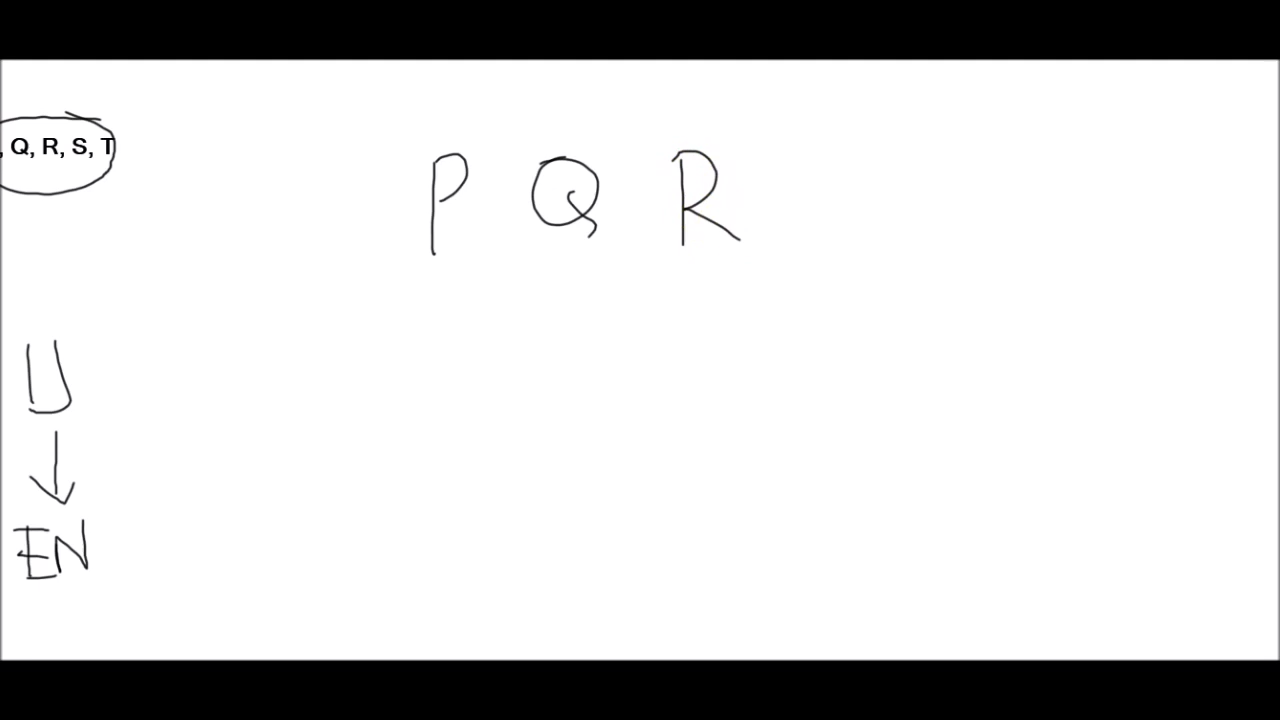 , Q, R, S, T
P Q R
U
EN